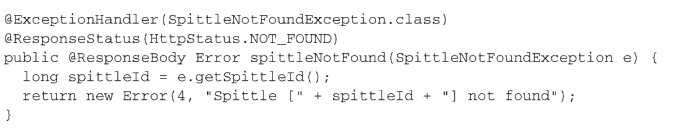 @ExceptionHandler(SpittleNotFoundException.class)
@ResponseStatus(HttpStatus.NOT_FOUND)
public @ResponseBody Error spittleNotFound(SpittleNotFoundException e) {
  long spittleId = e.getSpittleId();
  return new Error(4, "Spittle [" + spittleId + "] not found");
}